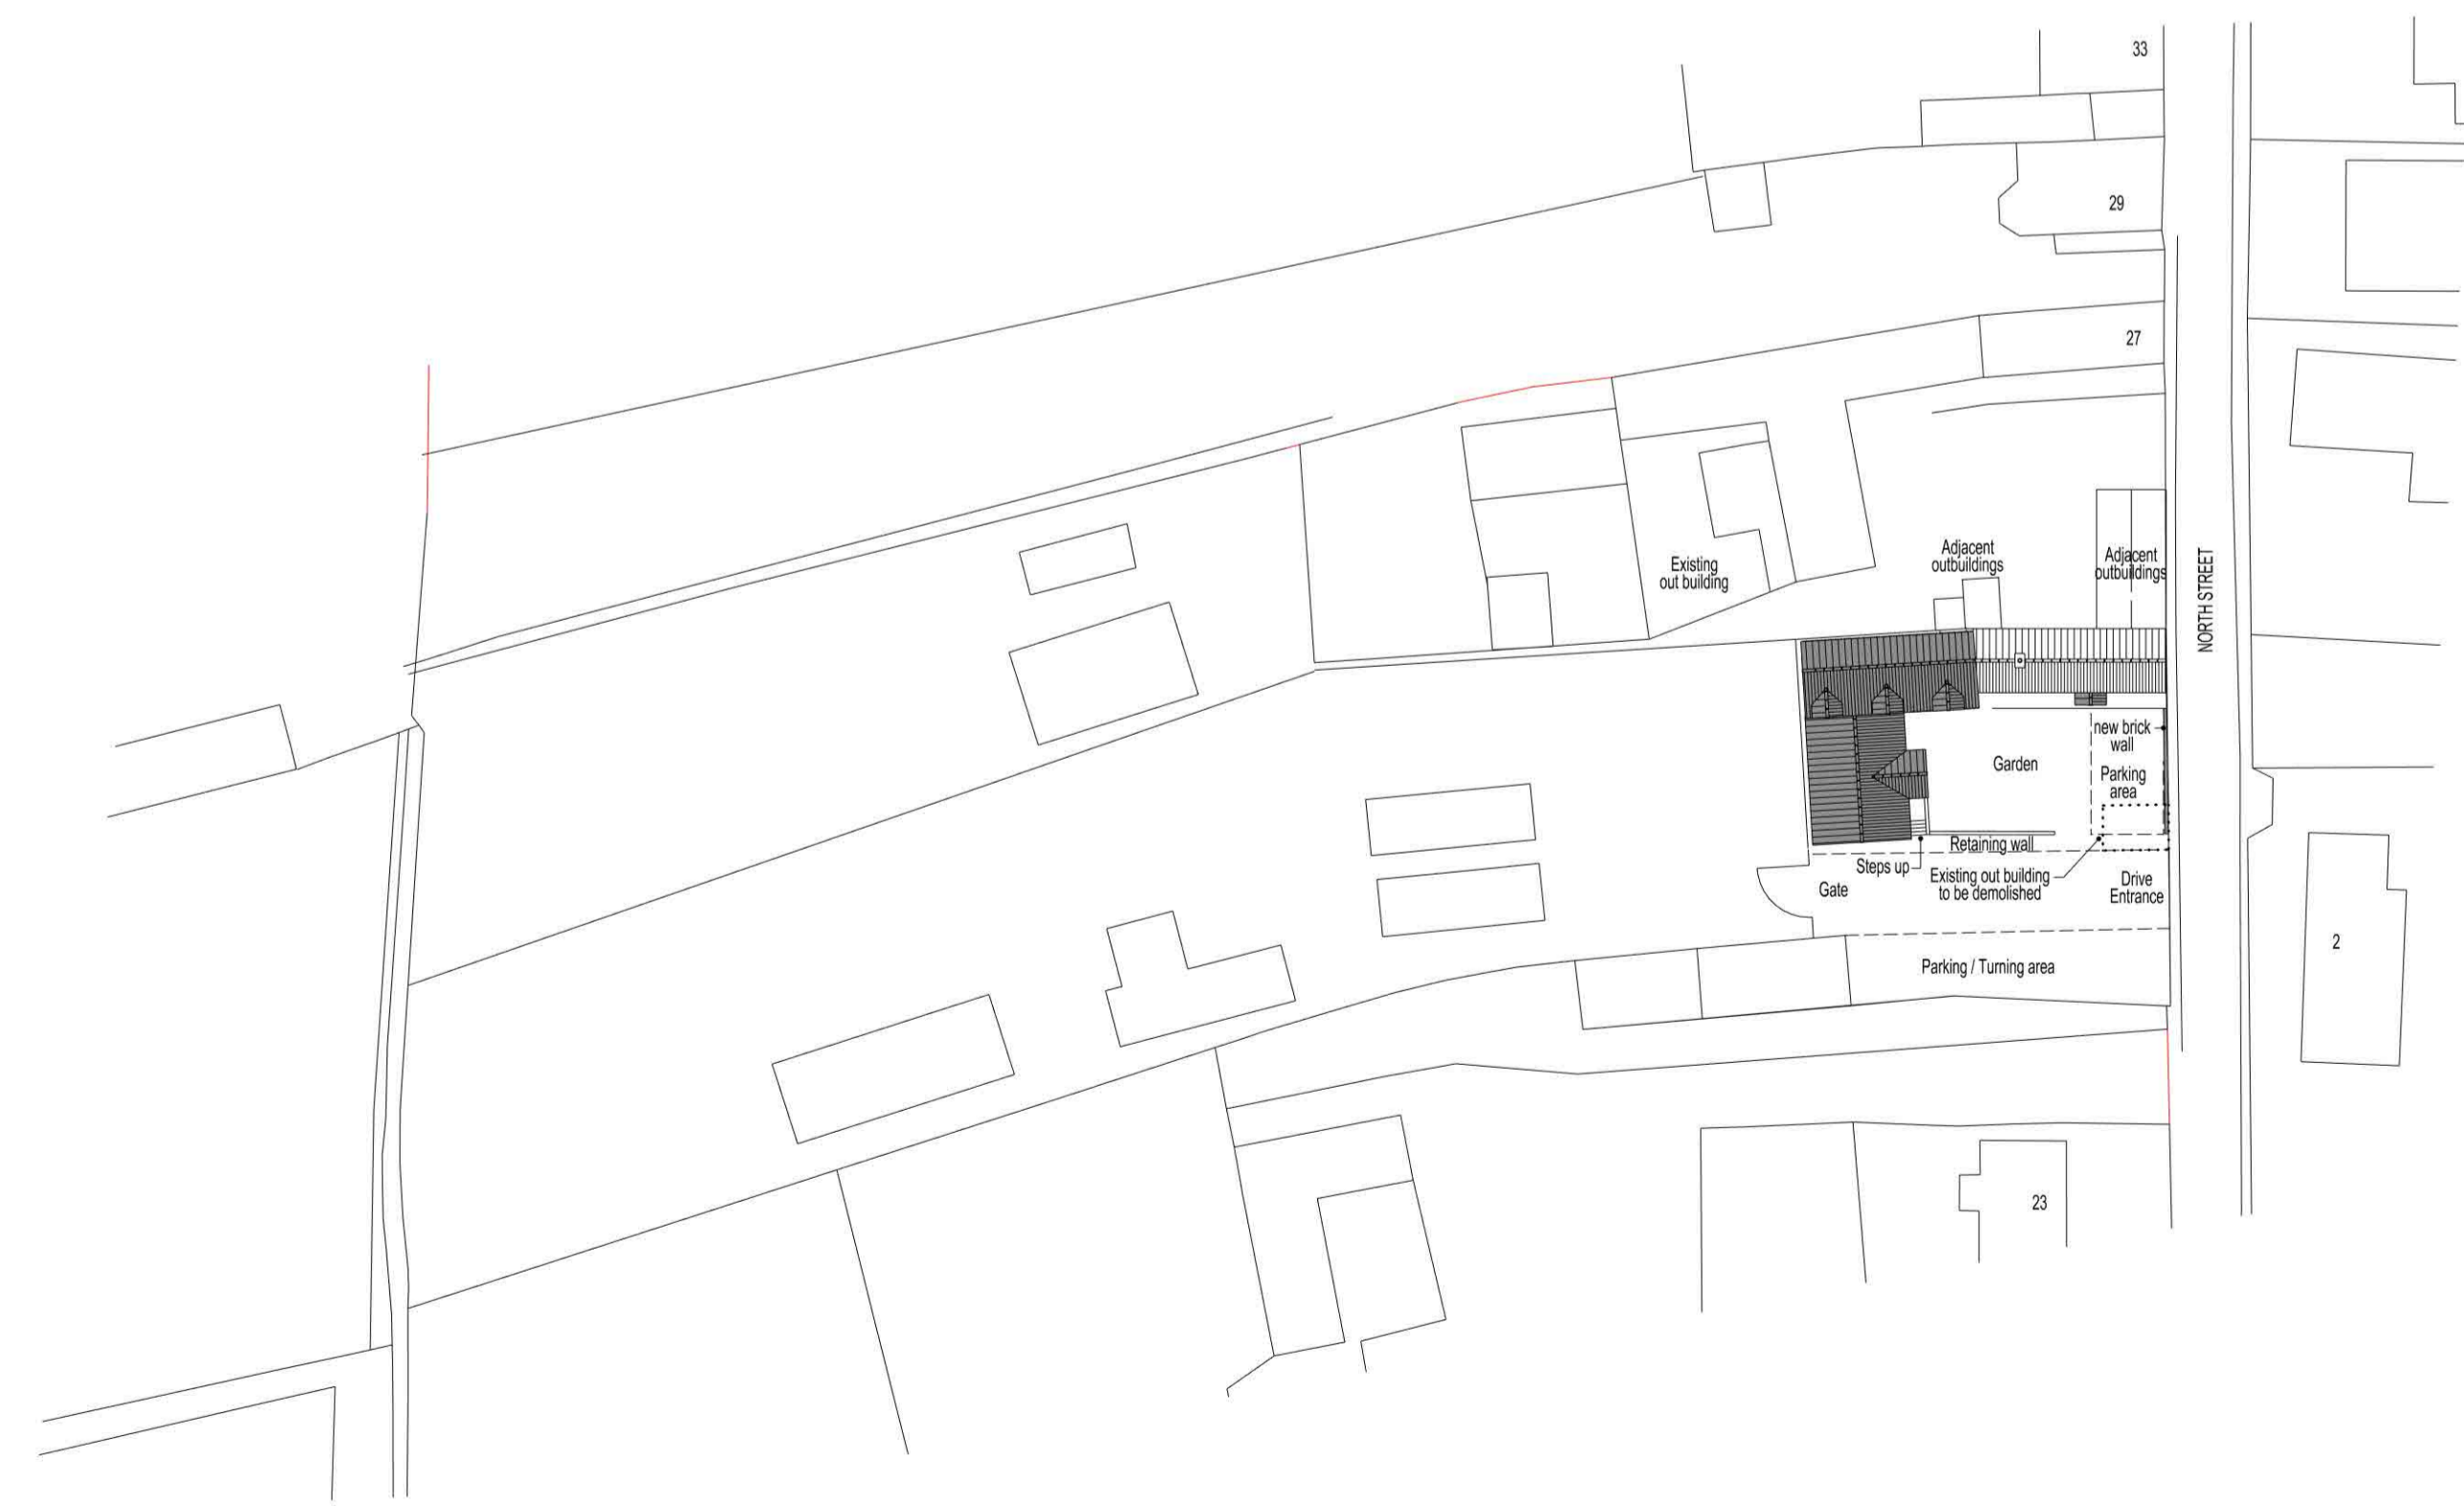 33
29
27
Adjacent
outbuildings
Adjacent
outbuildings
Existing
out building
NORTH STREET
new brick
wall
Garden
Parking
area
Retaining wall
Steps up
Existing out building
to be demolished
Gate
Drive
Entrance
2
Parking / Turning area
23